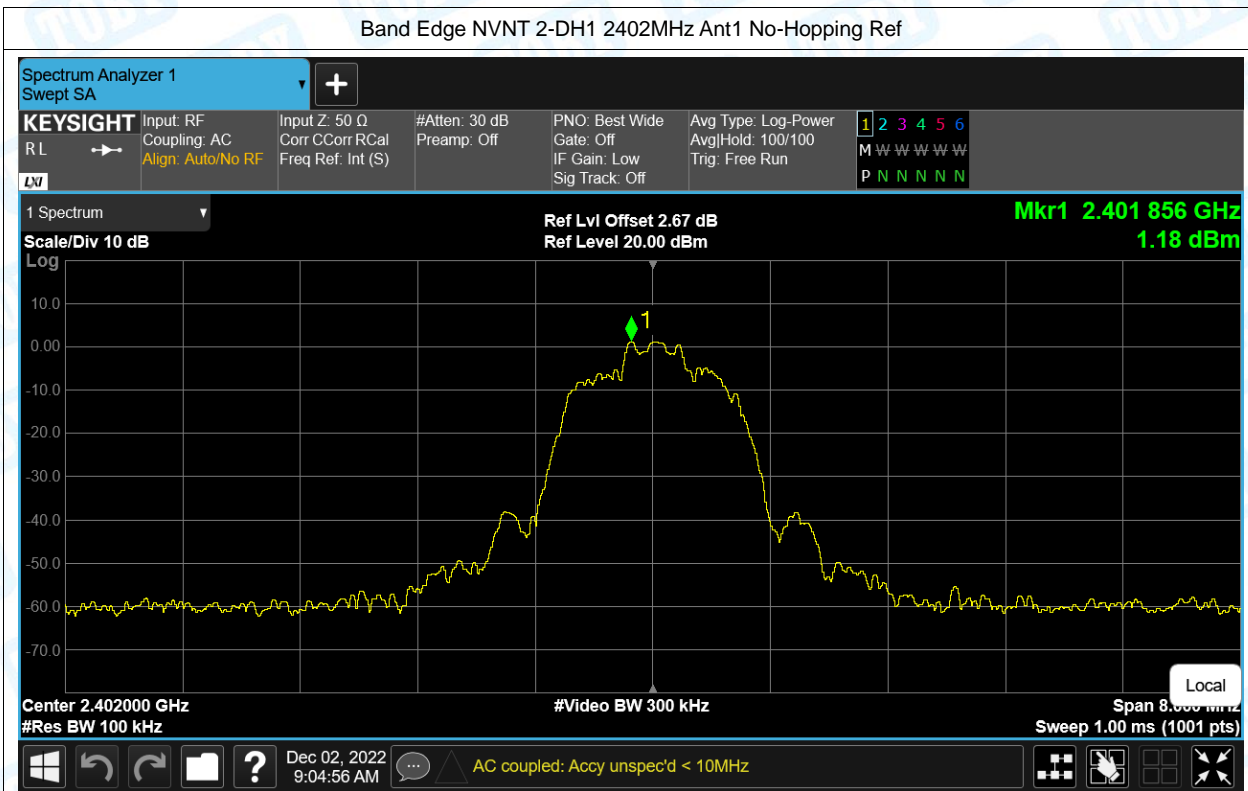 Band Edge NVNT 2-DH1 2402MHz Ant1 No-Hopping Ref
Spectrum Analyzer 1
Swept SA
KEYSIGHT
R L
LXI
Input: RF
Coupling: AC
Align: Auto/No RF
Input Z: 50 Ω
Corr CCorr RCal
Freq Ref: Int (S)
#Atten: 30 dB
Preamp: Off
PNO: Best Wide
Gate: Off
IF Gain: Low
Sig Track: Off
Avg Type: Log-Power
Avg|Hold: 100/100
Trig: Free Run
1 2 3 4 5 6
M W W W W W
P N N N N N
1 Spectrum
Scale/Div 10 dB
Log
Ref Lvl Offset 2.67 dB
Ref Level 20.00 dBm
Mkr1 2.401 856 GHz
1.18 dBm
1
10.0
0.00
-10.0
-20.0
-30.0
-40.0
-50.0
-60.0
-70.0
Local
Center 2.402000 GHz
#Res BW 100 kHz
#Video BW 300 kHz
Span 8.000 MHz
Sweep 1.00 ms (1001 pts)
?
Dec 02, 2022
9:04:56 AM
AC coupled: Accy unspec'd < 10MHz